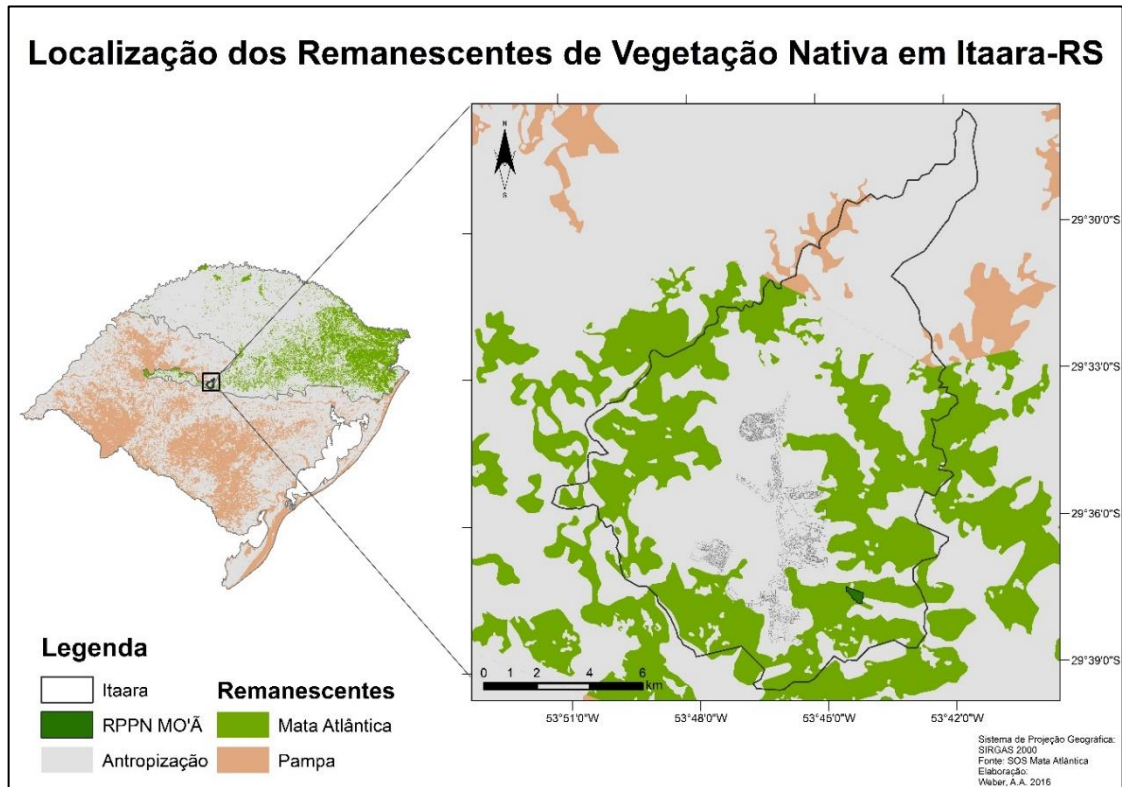 Localização dos Remanescentes de Vegetação Nativa em Itaara-RS
N
S
29°30'0"S
29°33'0"S
29°36'0"S
29°39'0"S
0 1 2 4 6
km
53°51'0"W 53°48'0"W 53°45'0"W 53°42'0"W
Legenda
Itaara
RPPN MO'Ã
Antropização
Remanescentes
Mata Atlântica
Pampa
Sistema de Projeção Geográfica:
SIRGAS 2000
Fonte: SOS Mata Atlântica
Elaboração:
Weber, A.A. 2016